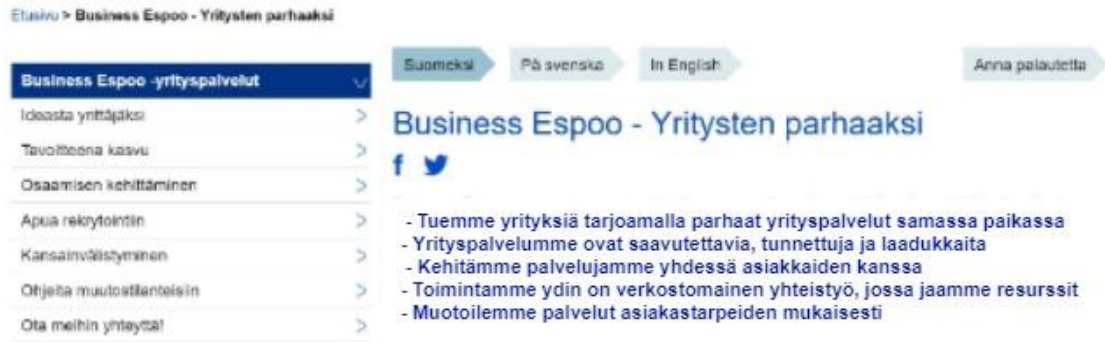 Etusivu > Business Espoo - Yritysten parhaaksi
Business Espoo -yrityspalvelut
Ideasta yrittäjäksi
Tavoitteena kasvu
Osaamisen kehittäminen
Apua rekrytointiin
Kansainvälistyminen
Ohjeita muutostilanteisiin
Ota meihin yhteyttä!
Suomeksi På svenska In English Anna palautetta
Business Espoo - Yritysten parhaaksi
- Tuemme yrityksiä tarjoamalla parhaat yrityspalvelut samassa paikassa
- Yrityspalvelumme ovat saavutettavia, tunnettuja ja laadukkaita
- Kehitämme palvelujamme yhdessä asiakkaiden kanssa
- Toimintamme ydin on verkostomainen yhteistyö, jossa jaamme resurssit
- Muotoilemme palvelut asiakastarpeiden mukaisesti